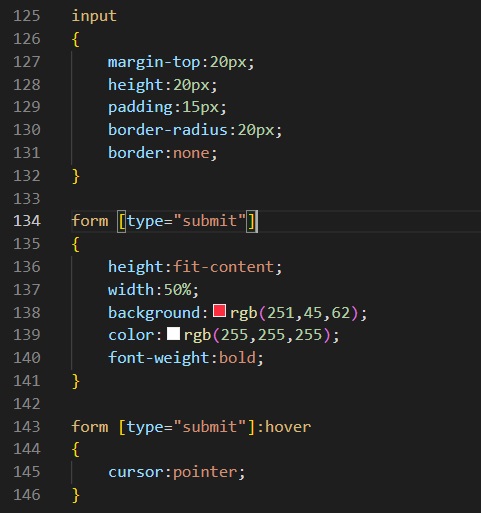 125 input
126 {
127     margin-top:20px;
128     height:20px;
129     padding:15px;
130     border-radius:20px;
131     border:none;
132 }
133
134 form [type="submit"]
135 {
136     height:fit-content;
137     width:50%;
138     background:rgb(251,45,62);
139     color:rgb(255,255,255);
140     font-weight:bold;
141 }
142
143 form [type="submit"]:hover
144 {
145     cursor:pointer;
146 }